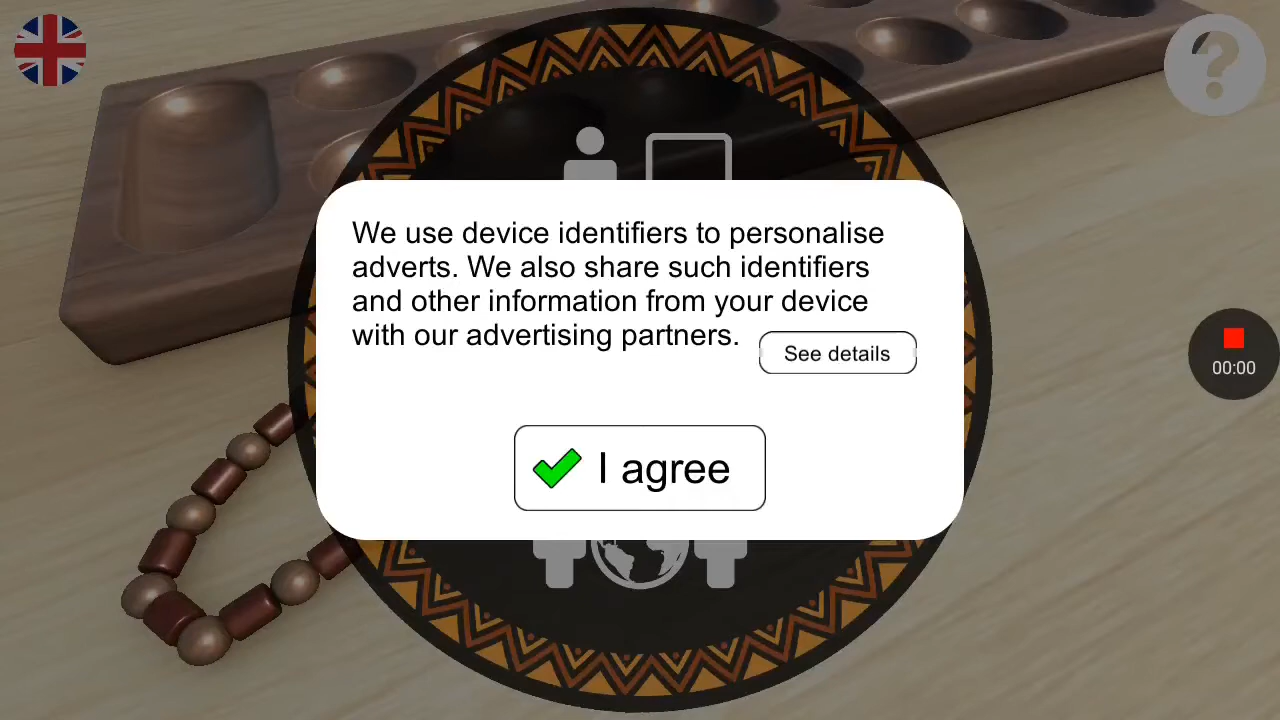 We use device identifiers to personalise
adverts. We also share such identifiers
and other information from your device
with our advertising partners.
See details
00:00
I agree